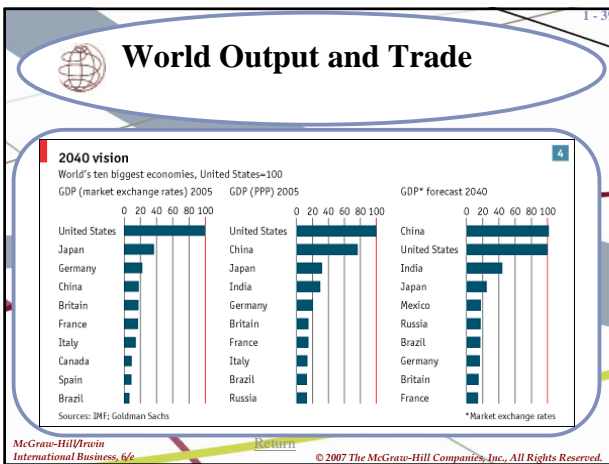 1 - 39
World Output and Trade
2040 vision
4
World's ten biggest economies, United States=100
GDP (market exchange rates) 2005
0 20 40 60 80 100
United States
Japan
Germany
China
Britain
France
Italy
Canada
Spain
Brazil
GDP (PPP) 2005
0 20 40 60 80 100
United States
China
Japan
India
Germany
Britain
France
Italy
Brazil
Russia
GDP* forecast 2040
0 20 40 60 80 100
China
United States
India
Japan
Mexico
Russia
Brazil
Germany
Britain
France
Sources: IMF; Goldman Sachs
*Market exchange rates
McGraw-Hill/Irwin
International Business, 6/e
Return
© 2007 The McGraw-Hill Companies, Inc., All Rights Reserved.